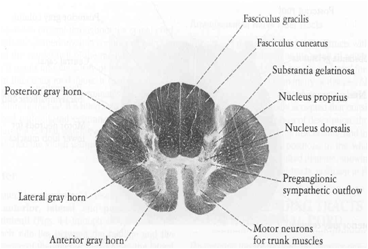 Fasciculus gracilis
Fasciculus cuneatus
Substantia gelatinosa
Posterior gray horn
Nucleus proprius
Nucleus dorsalis
Preganglionic
sympathetic outflow
Lateral gray horn
Motor neurons
for trunk muscles
Anterior gray horn